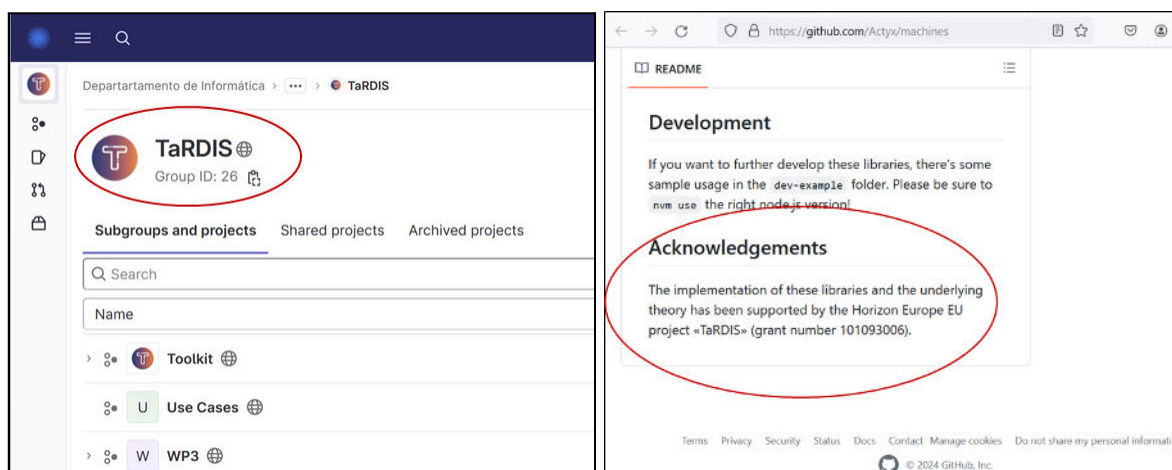 Departartamento de Informática > ... > TaRDIS
TaRDIS
Group ID: 26
Subgroups and projects Shared projects Archived projects
Search
Name
Toolkit
U Use Cases
W WP3
https://github.com/Actyx/machines
README
Development
If you want to further develop these libraries, there's some
sample usage in the dev-example folder. Please be sure to
nvm use the right node.js version!
Acknowledgements
The implementation of these libraries and the underlying
theory has been supported by the Horizon Europe EU
project «TaRDIS» (grant number 101093006).
Terms Privacy Security Status Docs Contact Manage cookies Do not share my personal informati
© 2024 GitHub, Inc.